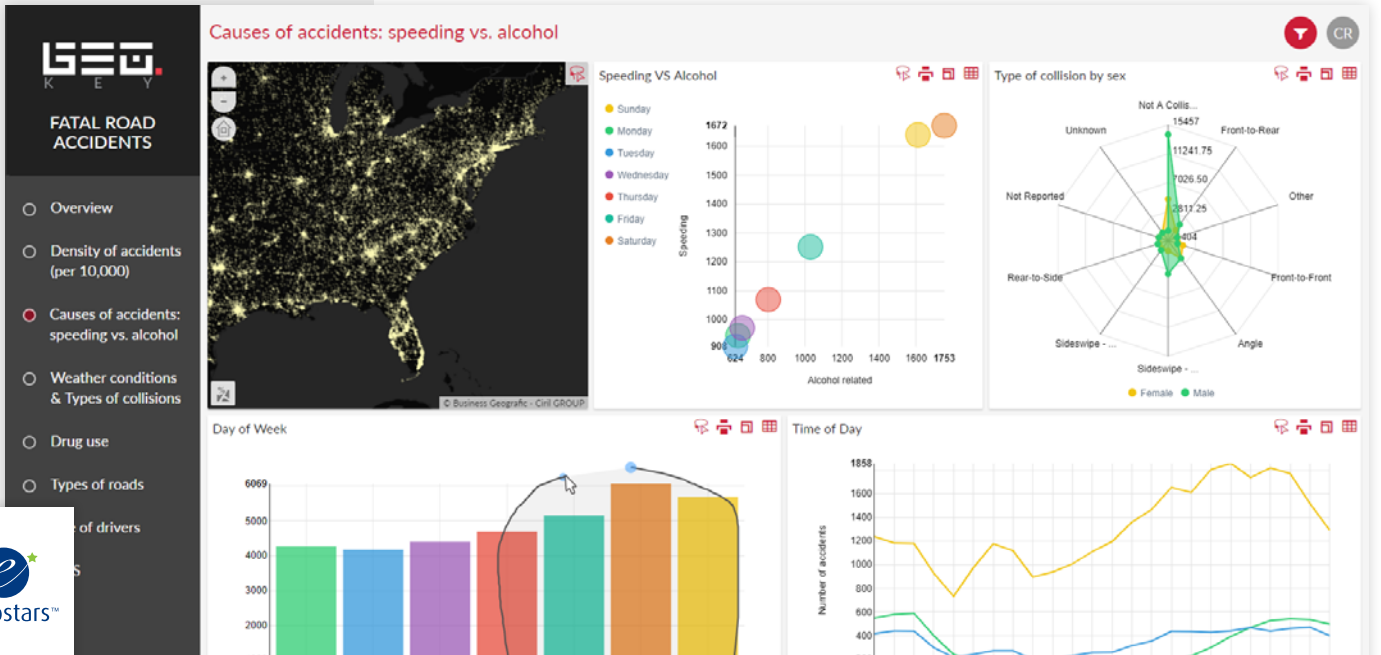 GEO.
KEY
FATAL ROAD
ACCIDENTS
Overview
Density of accidents
(per 10,000)
Causes of accidents:
speeding vs. alcohol
Weather conditions
& Types of collisions
Drug use
Types of roads
of drivers
Causes of accidents: speeding vs. alcohol
CR
+
-
© Business Geografic - Ciril GROUP
Speeding VS Alcohol
Sunday
Monday
Tuesday
Wednesday
Thursday
Friday
Saturday
Speeding
1672
1600
1500
1400
1300
1200
1100
1000
908
624 800 1000 1200 1400 1600 1753
Alcohol related
Type of collision by sex
Not A Collis...
15457
Unknown
Front-to-Rear
11241.75
7026.50
Not Reported
Other
2811.25
404
Rear-to-Side
Front-to-Front
Sideswipe - ...
Angle
Sideswipe - ...
Female Male
Day of Week
6069
5000
4000
3000
2000
Time of Day
Number of accidents
1858
1600
1400
1200
1000
800
600
400